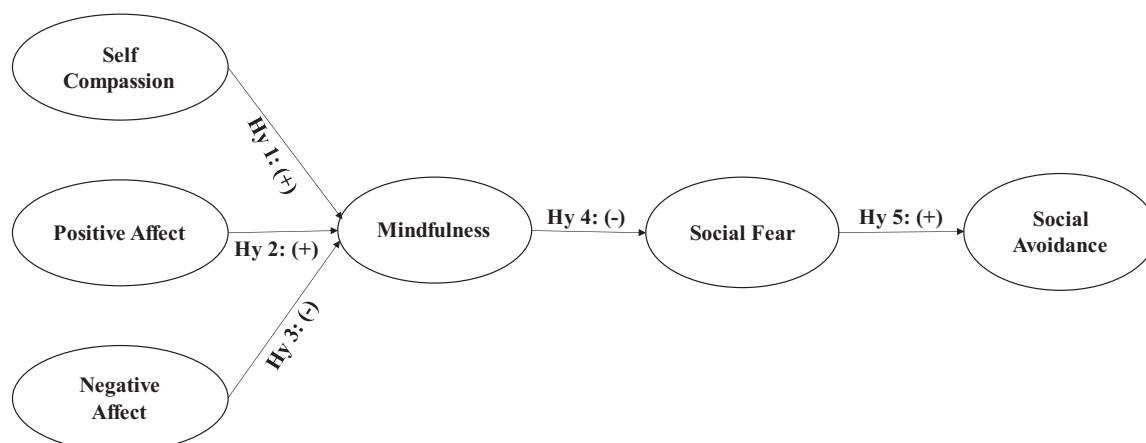 Self
Compassion
Hy 1: (+)
Positive Affect
Hy 2: (+)
Mindfulness
Hy 4: (-)
Social Fear
Hy 5: (+)
Social
Avoidance
Hy 3: (-)
Negative
Affect